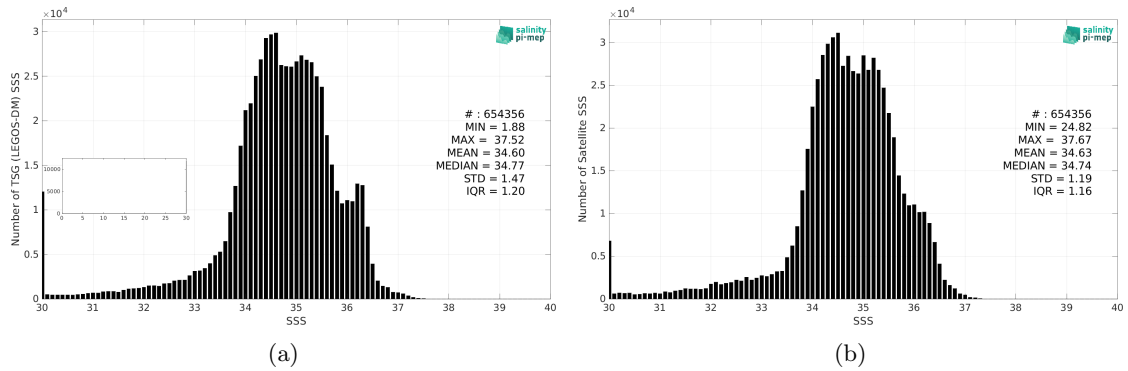 ×10⁴
3
2.5
2
1.5
1
0.5
0
Number of TSG (LEGOS-DM) SSS
salinity
pi-mep
# : 654356
MIN = 1.88
MAX = 37.52
MEAN = 34.60
MEDIAN = 34.77
STD = 1.47
IQR = 1.20
10000
5000
0
0 5 10 15 20 25 30
30 31 32 33 34 35 36 37 38 39 40
SSS
(a)
×10⁴
3
2.5
2
1.5
1
0.5
0
Number of Satellite SSS
salinity
pi-mep
# : 654356
MIN = 24.82
MAX = 37.67
MEAN = 34.63
MEDIAN = 34.74
STD = 1.19
IQR = 1.16
30 31 32 33 34 35 36 37 38 39 40
SSS
(b)